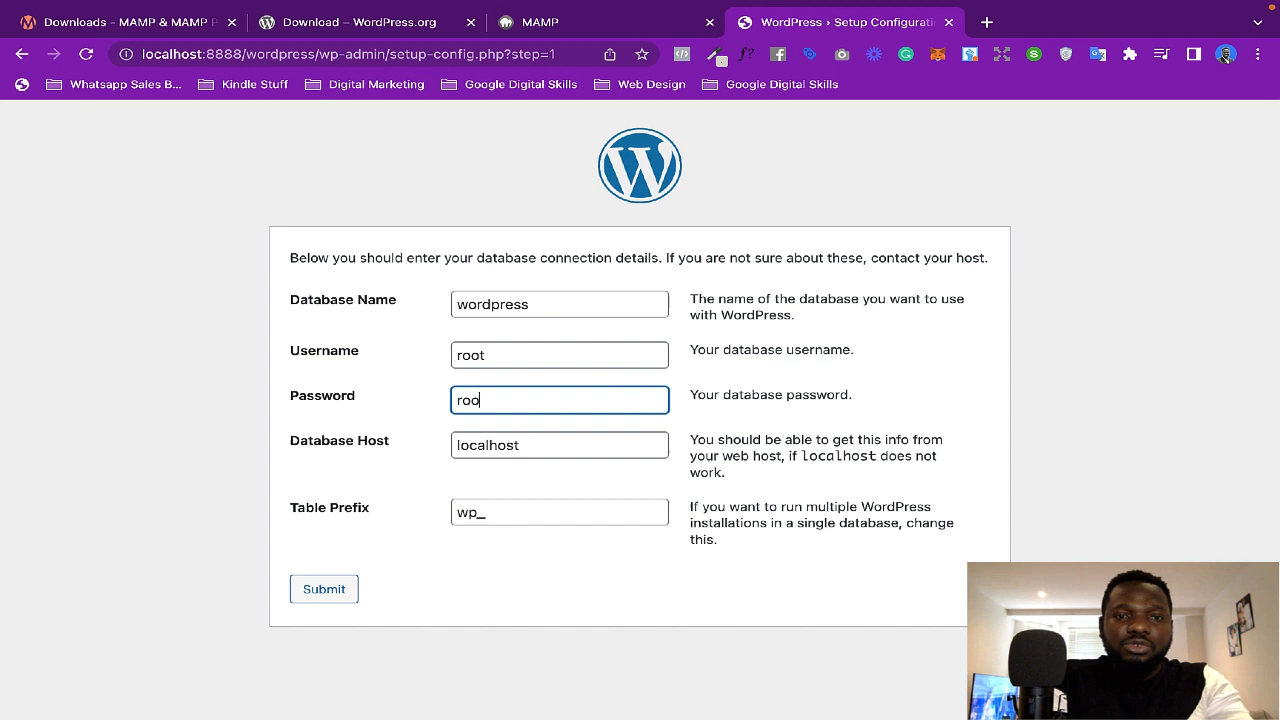 Downloads – MAMP & MAMP P
Download – WordPress.org
MAMP
WordPress › Setup Configurati
localhost:8888/wordpress/wp-admin/setup-config.php?step=1
Whatsapp Sales B...
Kindle Stuff
Digital Marketing
Google Digital Skills
Web Design
Google Digital Skills
Below you should enter your database connection details. If you are not sure about these, contact your host.
Database Name
wordpress
The name of the database you want to use
with WordPress.
Username
root
Your database username.
Password
roo
Your database password.
Database Host
localhost
You should be able to get this info from
your web host, if localhost does not
work.
Table Prefix
wp_
If you want to run multiple WordPress
installations in a single database, change
this.
Submit